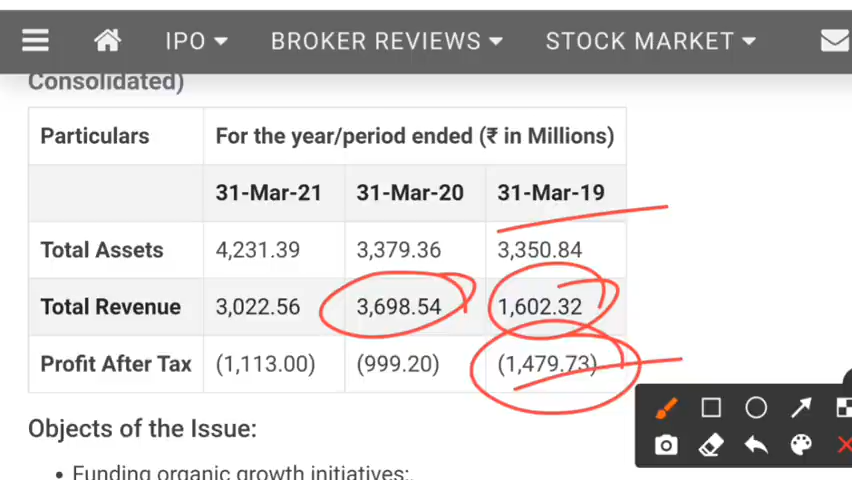 IPO BROKER REVIEWS STOCK MARKET
Consolidated)
Particulars For the year/period ended (₹ in Millions)
31-Mar-21 31-Mar-20 31-Mar-19
Total Assets 4,231.39 3,379.36 3,350.84
Total Revenue 3,022.56 3,698.54 1,602.32
Profit After Tax (1,113.00) (999.20) (1,479.73)
Objects of the Issue:
• Funding organic growth initiatives;.